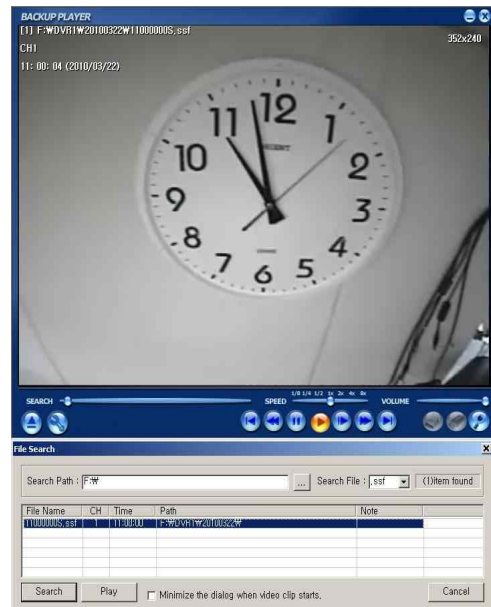 BACKUP PLAYER
[1] F:₩DVR1₩20100322₩11000000S,ssf
352x240
CH1
11: 00: 04 (2010/03/22)
12
11
1
10
2
9
3
8
4
7
5
6
SEARCH
SPEED
1/8 1/4 1/2 1x 2x 4x 8x
VOLUME
File Search
Search Path : F:₩ ... Search File : ,ssf (1)item found
File Name CH Time Path Note
11000000S,ssf 1 11:00:00 F:₩DVR1₩20100322₩
Search Play Minimize the dialog when video clip starts, Cancel